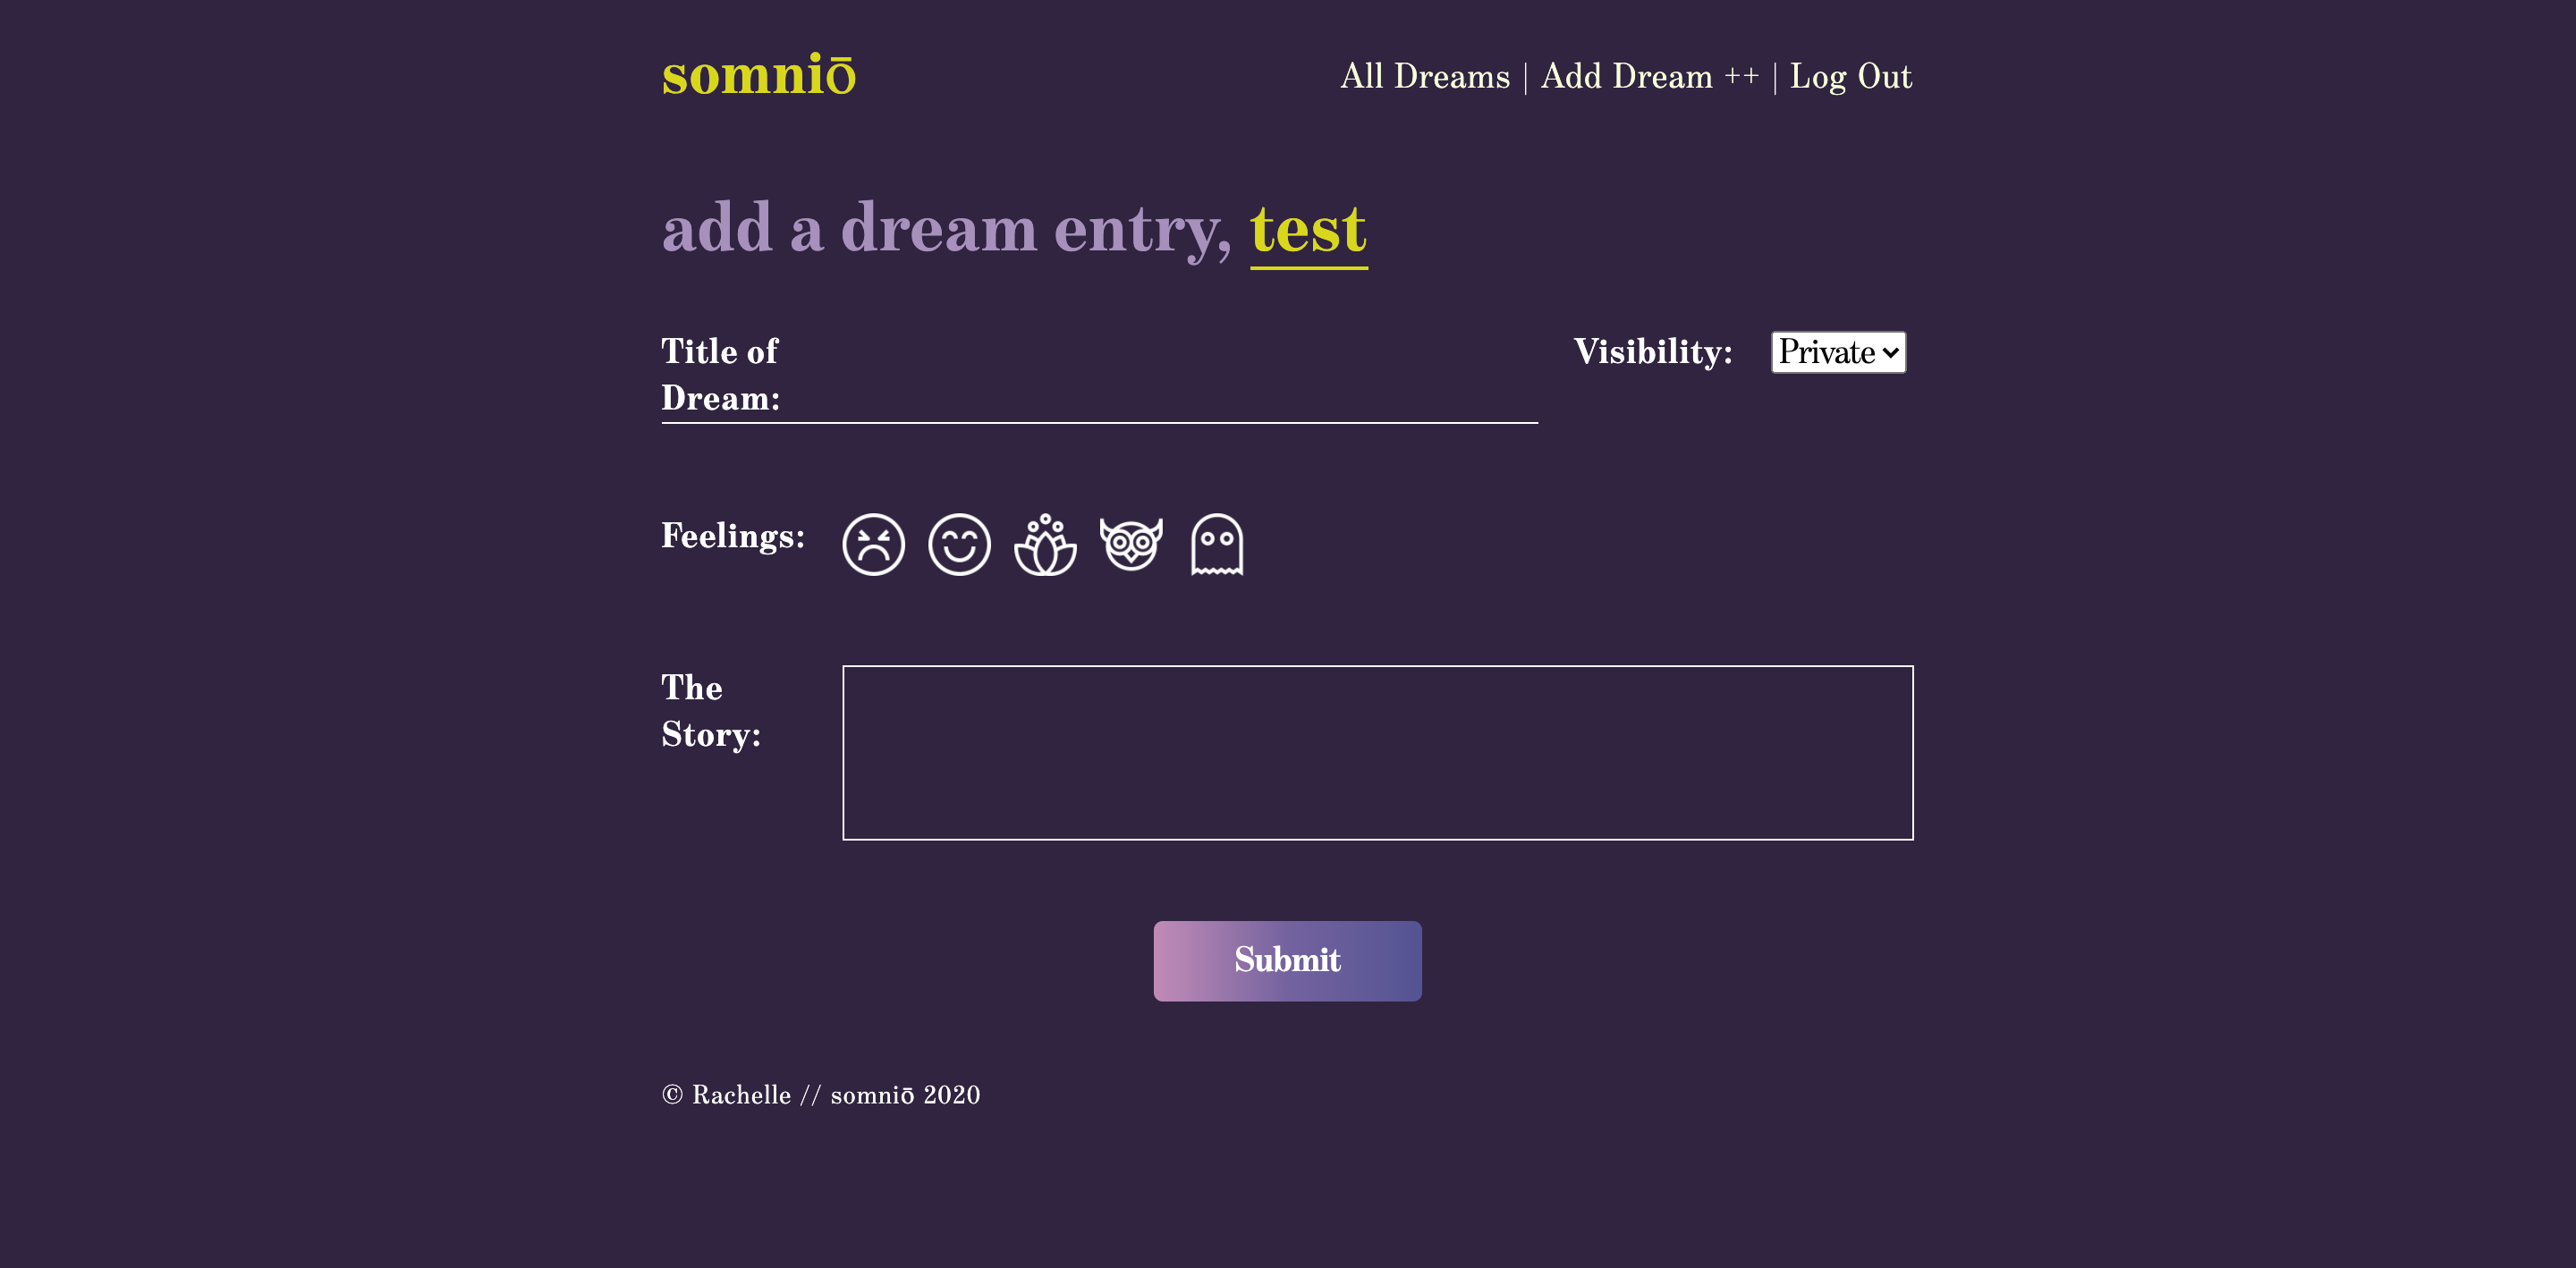 somniō
All Dreams | Add Dream ++ | Log Out
add a dream entry, test
Title of
Dream:
Visibility: Private
Feelings:
The
Story:
Submit
© Rachelle // somniō 2020